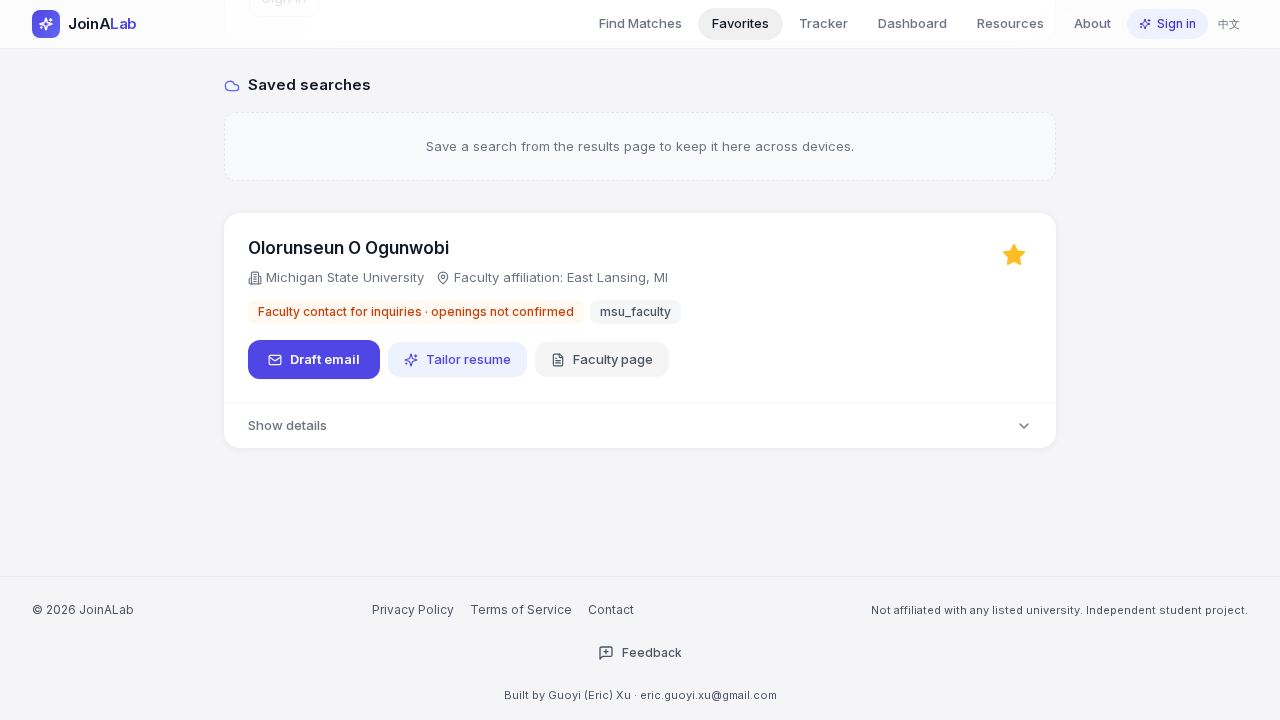 JoinALab
Find Matches
Favorites
Tracker
Dashboard
Resources
About
Sign in
中文
Saved searches
Save a search from the results page to keep it here across devices.
Olorunseun O Ogunwobi
Michigan State University
Faculty affiliation: East Lansing, MI
Faculty contact for inquiries · openings not confirmed
msu_faculty
Draft email
Tailor resume
Faculty page
Show details
© 2026 JoinALab
Privacy Policy
Terms of Service
Contact
Not affiliated with any listed university. Independent student project.
Feedback
Built by Guoyi (Eric) Xu · eric.guoyi.xu@gmail.com